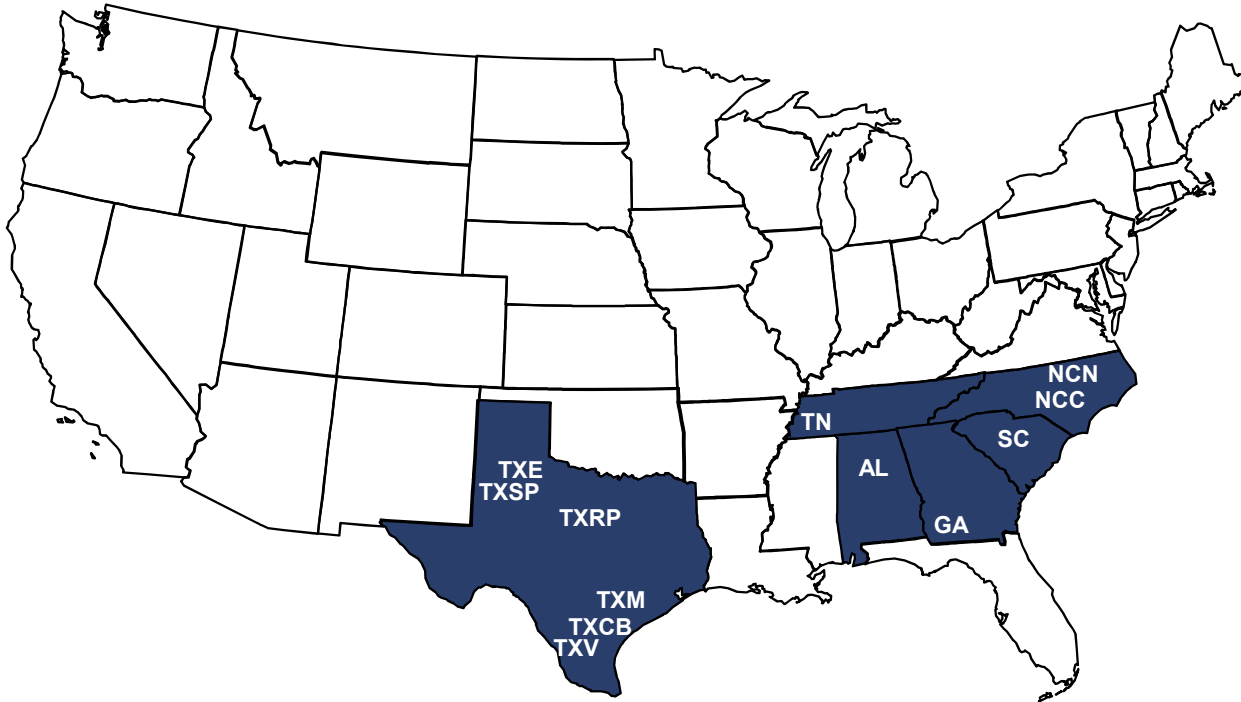 NCN
NCC
TN
SC
AL
TXE
TXSP
TXRP
GA
TXM
TXCB
TXV